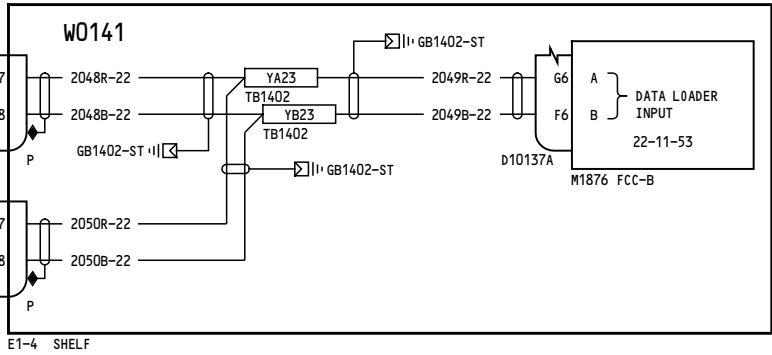 W0141
GB1402-ST
7 2048R-22 YA23 2049R-22 G6 A
TB1402
DATA LOADER
INPUT
8 2048B-22 YB23 2049B-22 F6 B
TB1402
22-11-53
GB1402-ST
P
D10137A
GB1402-ST
M1876 FCC-B
7 2050R-22
8 2050B-22
P
E1-4 SHELF